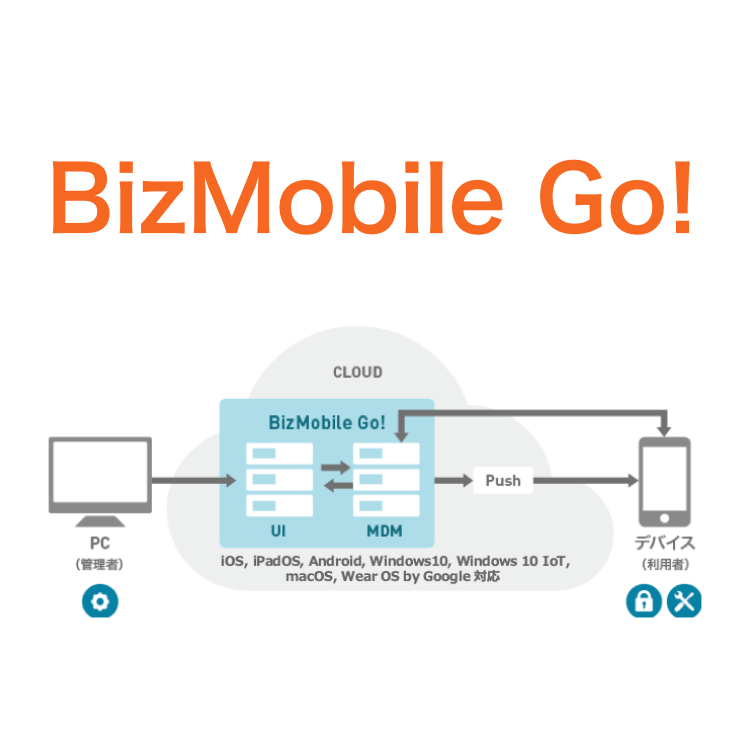 BizMobile Go!
CLOUD
BizMobile Go!
UI
MDM
Push
PC
（管理者）
デバイス
（利用者）
iOS, iPadOS, Android, Windows10, Windows 10 IoT,
macOS, Wear OS by Google 対応